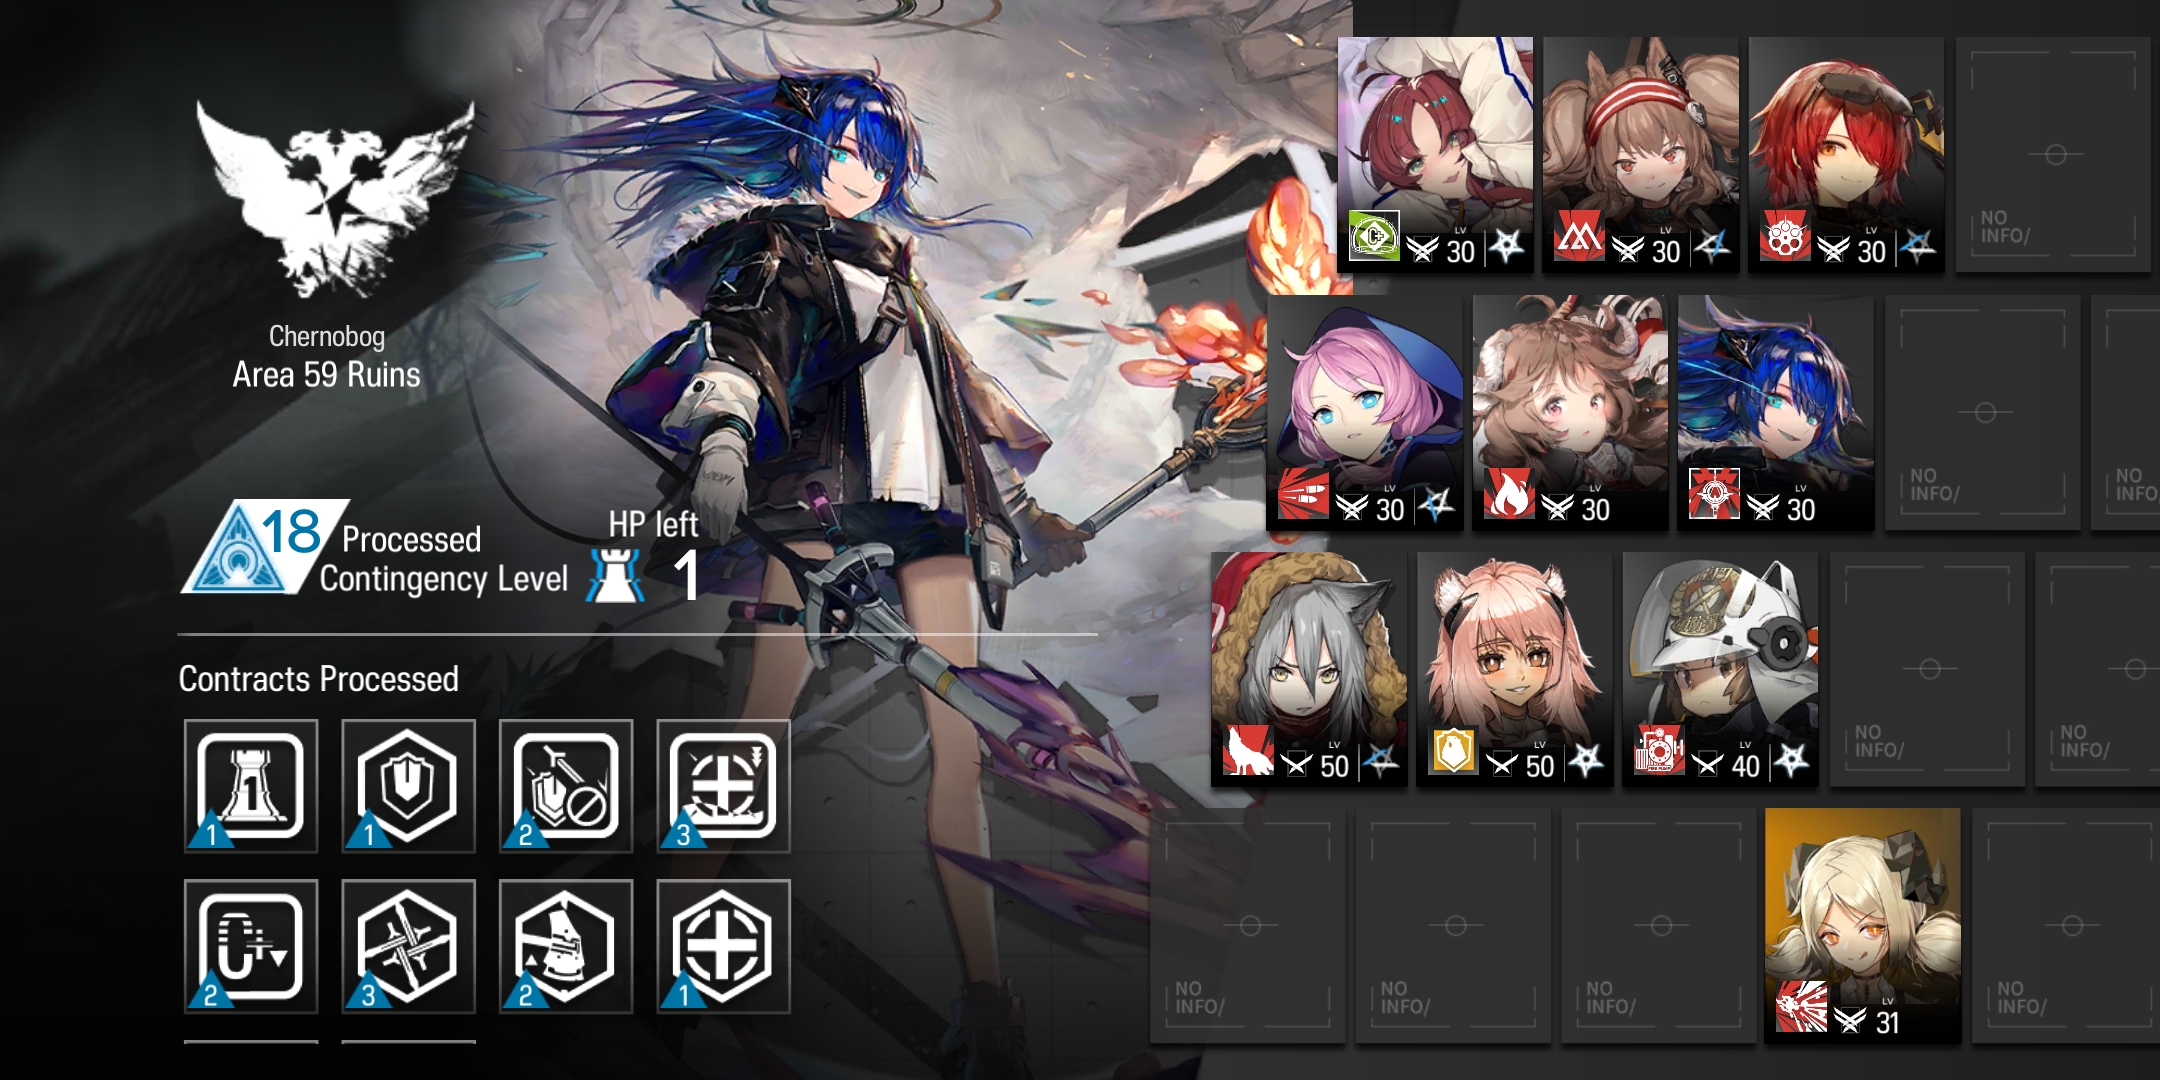 Chernobog
Area 59 Ruins
18
Processed
Contingency Level
HP left
1
Contracts Processed
1
1
1
2
3
2
3
2
1
LV
30
LV
30
LV
30
NO
INFO/
LV
30
LV
30
LV
30
NO
INFO/
NO
INFO
LV
50
LV
50
LV
40
NO
INFO/
NO
INFO/
NO
INFO/
NO
INFO/
NO
INFO/
LV
31
NO
INFO/